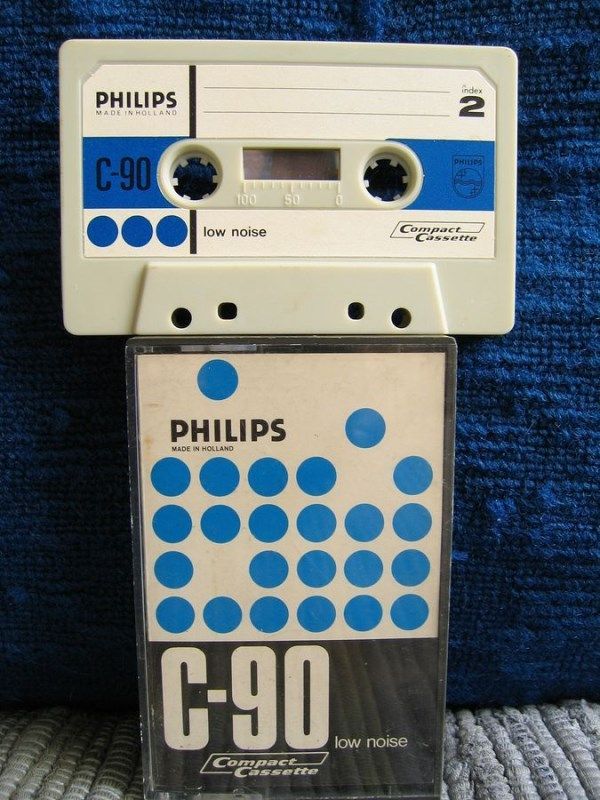 PHILIPS
MADE IN HOLLAND
index
2
C-90
100 50 0
PHILIPS
low noise
Compact
Cassette
PHILIPS
MADE IN HOLLAND
C-90
low noise
Compact
Cassette